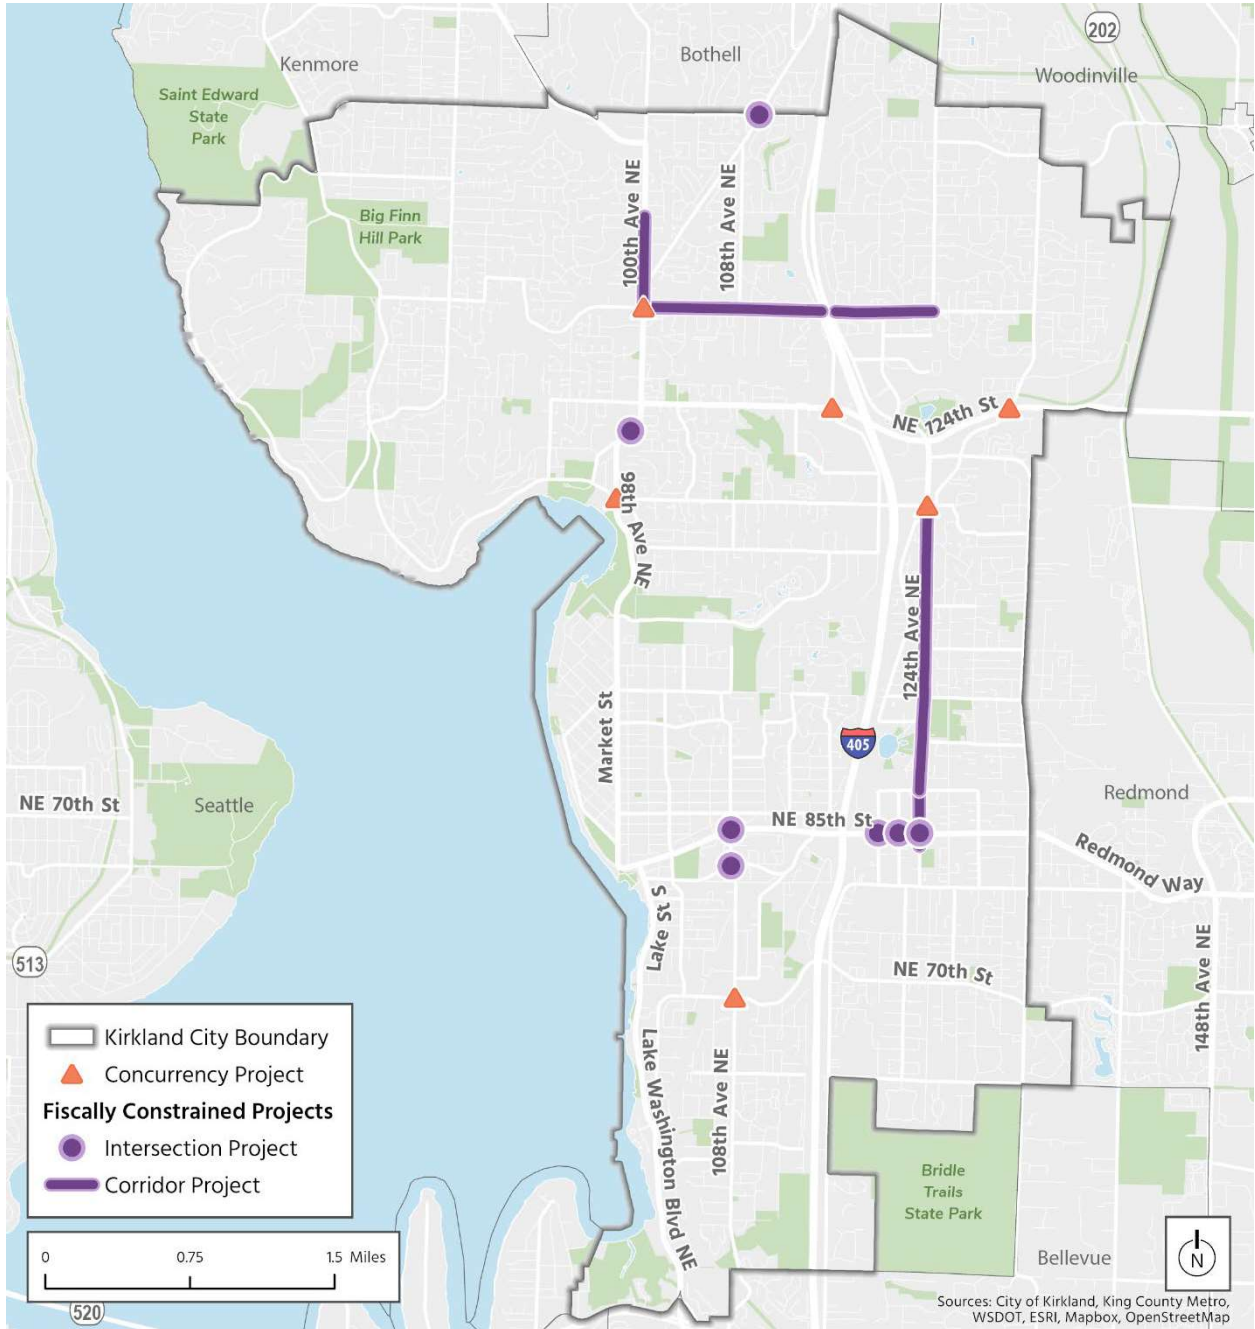 202
Kenmore
Bothell
Woodinville
Saint Edward
State
Park
100th Ave NE
108th Ave NE
Big Finn
Hill Park
NE 124th St
98th Ave NE
124th Ave NE
Market St
405
NE 70th St
Seattle
NE 85th St
Redmond
Redmond Way
S
Lake St
513
NE 70th St
148th Ave NE
Kirkland City Boundary
Concurrency Project
Fiscally Constrained Projects
Intersection Project
Corridor Project
Lake Washington Blvd NE
108th Ave NE
Bridle
Trails
State Park
0 0.75 1.5 Miles
Bellevue
N
520
Sources: City of Kirkland, King County Metro,
WSDOT, ESRI, Mapbox, OpenStreetMap